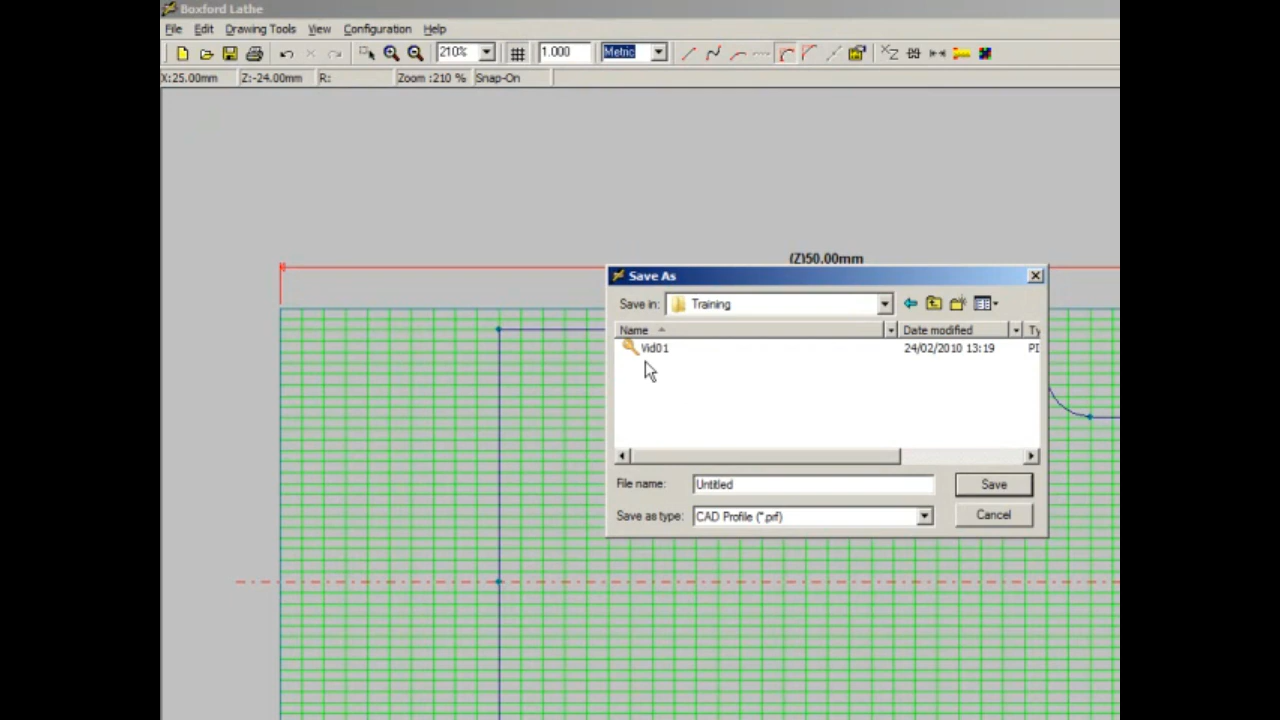 Boxford Lathe
File Edit Drawing Tools View Configuration Help
210% 1.000 Metric
X:25.00mm Z:-24.00mm R: Zoom :210 % Snap-On
(Z)50.00mm
Save As
Save in: Training
Name Date modified Ty
Vid01 24/02/2010 13:19 PI
File name: Untitled Save
Save as type: CAD Profile (*.prf) Cancel